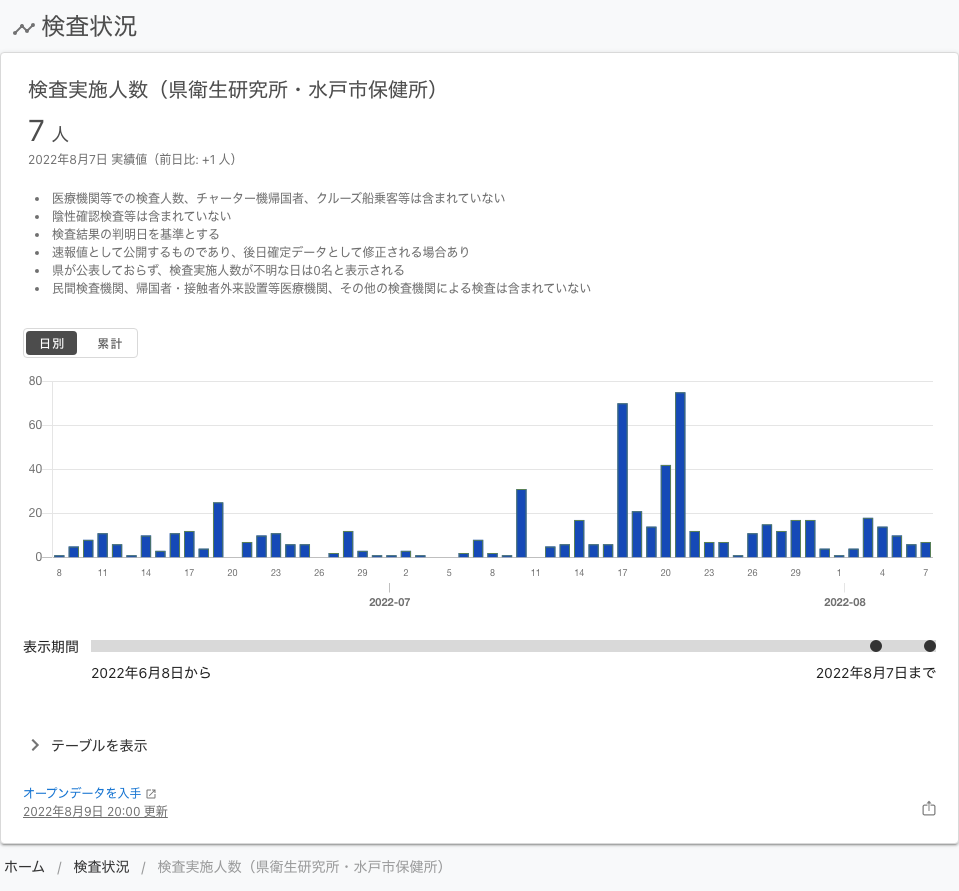 検査状況
検査実施人数（県衛生研究所・水戸市保健所）
7 人
2022年8月7日 実績値（前日比: +1 人）
• 医療機関等での検査人数、チャーター機帰国者、クルーズ船乗客等は含まれていない
• 陰性確認検査等は含まれていない
• 検査結果の判明日を基準とする
• 速報値として公開するものであり、後日確定データとして修正される場合あり
• 県が公表しておらず、検査実施人数が不明な日は0名と表示される
• 民間検査機関、帰国者・接触者外来設置等医療機関、その他の検査機関による検査は含まれていない
日別 累計
80
60
40
20
0
8 11 14 17 20 23 26 29 2 5 8 11 14 17 20 23 26 29 1 4 7
2022-07 2022-08
表示期間
2022年6月8日から 2022年8月7日まで
テーブルを表示
オープンデータを入手
2022年8月9日 20:00 更新
ホーム / 検査状況 / 検査実施人数（県衛生研究所・水戸市保健所）